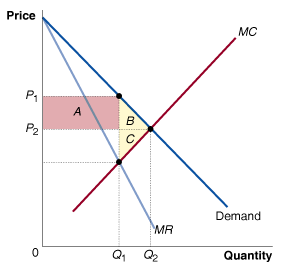 Price
MC
P1
A
B
P2
C
Demand
MR
0
Q1
Q2
Quantity